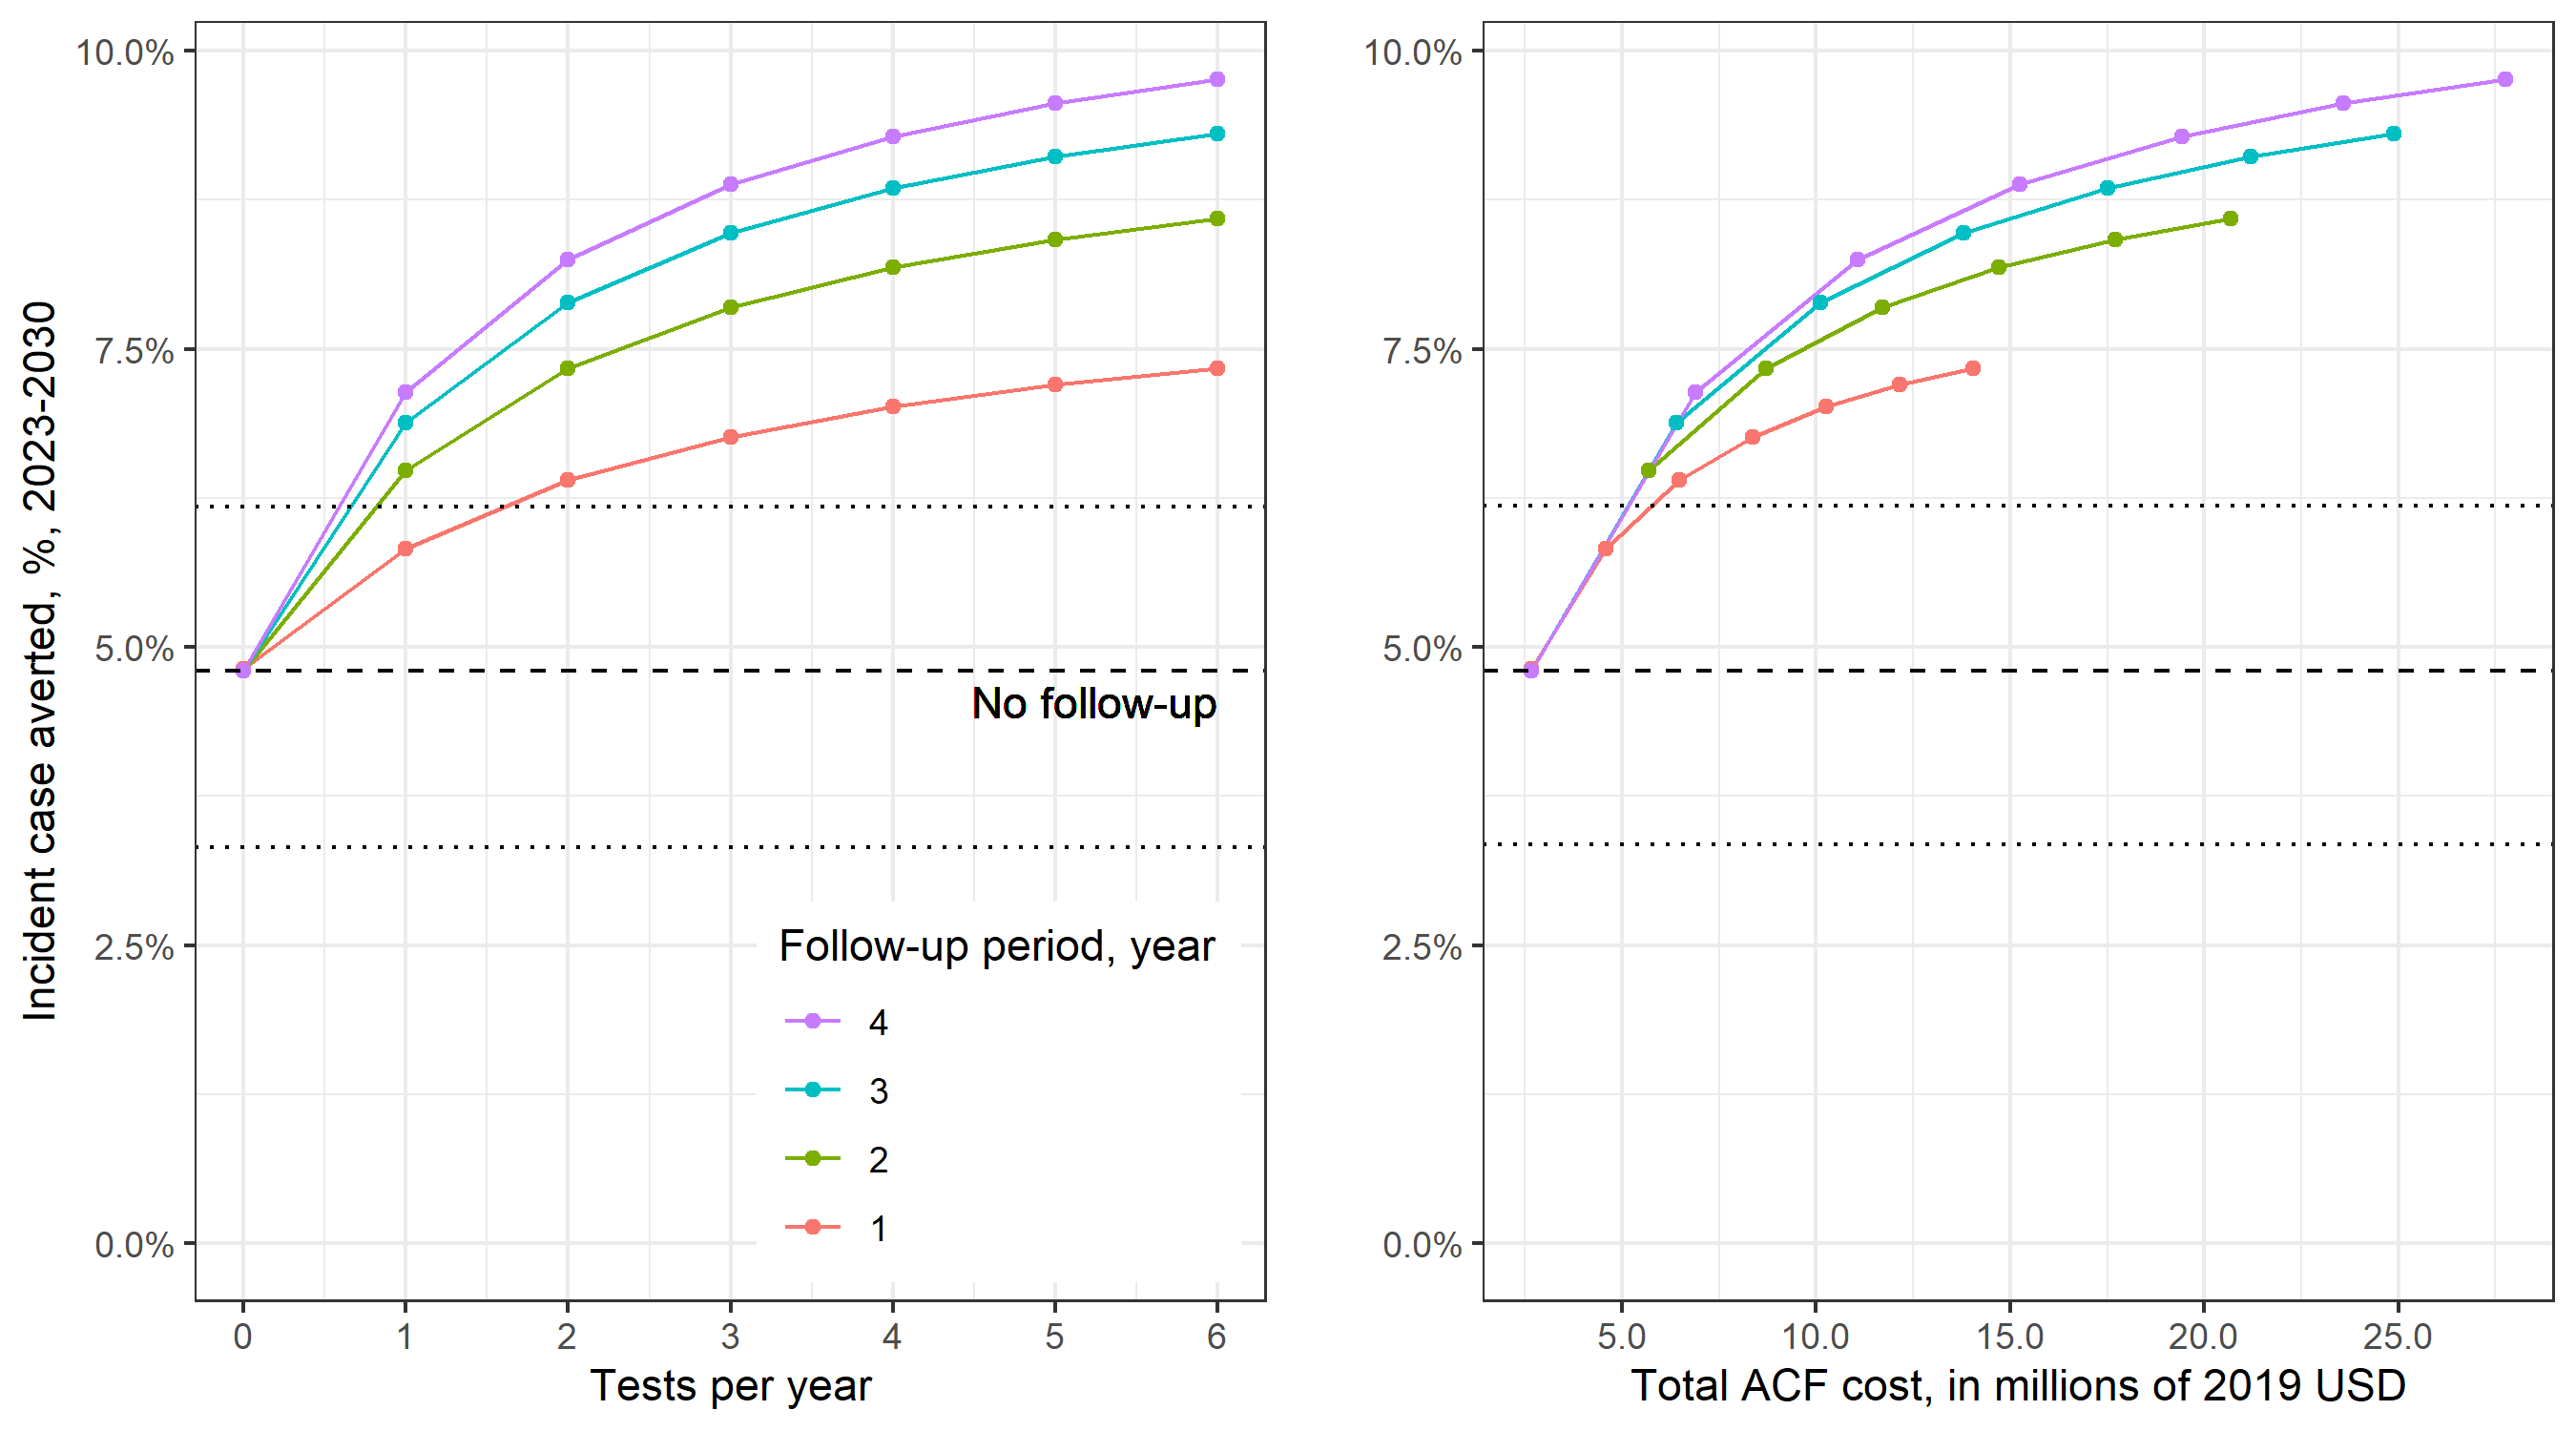 Incident case averted, %, 2023-2030
10.0%
7.5%
5.0%
2.5%
0.0%
No follow-up
Follow-up period, year
4
3
2
1
0 1 2 3 4 5 6
Tests per year
10.0%
7.5%
5.0%
2.5%
0.0%
5.0 10.0 15.0 20.0 25.0
Total ACF cost, in millions of 2019 USD